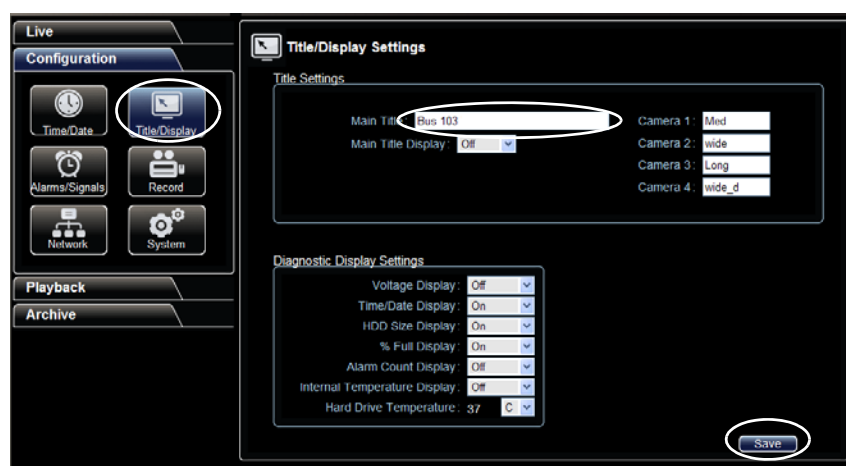 Live
Configuration
Time/Date
Title/Display
Alarms/Signals
Record
Network
System
Playback
Archive
Title/Display Settings
Title Settings
Main Title: Bus 103
Main Title Display: Off
Camera 1: Med
Camera 2: wide
Camera 3: Long
Camera 4: wide_d
Diagnostic Display Settings
Voltage Display: Off
Time/Date Display: On
HDD Size Display: On
% Full Display: On
Alarm Count Display: Off
Internal Temperature Display: Off
Hard Drive Temperature: 37 C
Save